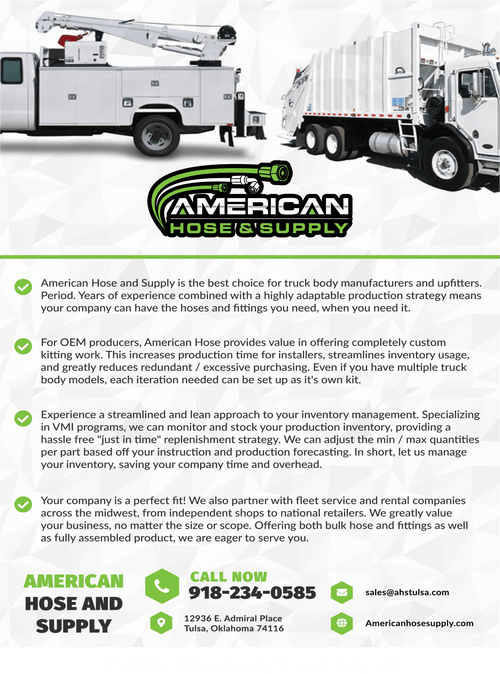 AMERICAN
HOSE & SUPPLY
American Hose and Supply is the best choice for truck body manufacturers and upfitters.
Period. Years of experience combined with a highly adaptable production strategy means
your company can have the hoses and fittings you need, when you need it.
For OEM producers, American Hose provides value in offering completely custom
kitting work. This increases production time for installers, streamlines inventory usage,
and greatly reduces redundant / excessive purchasing. Even if you have multiple truck
body models, each iteration needed can be set up as it's own kit.
Experience a streamlined and lean approach to your inventory management. Specializing
in VMI programs, we can monitor and stock your production inventory, providing a
hassle free "just in time" replenishment strategy. We can adjust the min / max quantities
per part based off your instruction and production forecasting. In short, let us manage
your inventory, saving your company time and overhead.
Your company is a perfect fit! We also partner with fleet service and rental companies
across the midwest, from independent shops to national retailers. We greatly value
your business, no matter the size or scope. Offering both bulk hose and fittings as well
as fully assembled product, we are eager to serve you.
AMERICAN
HOSE AND
SUPPLY
CALL NOW
918-234-0585
12936 E. Admiral Place
Tulsa, Oklahoma 74116
sales@ahstulsa.com
Americanhosesupply.com